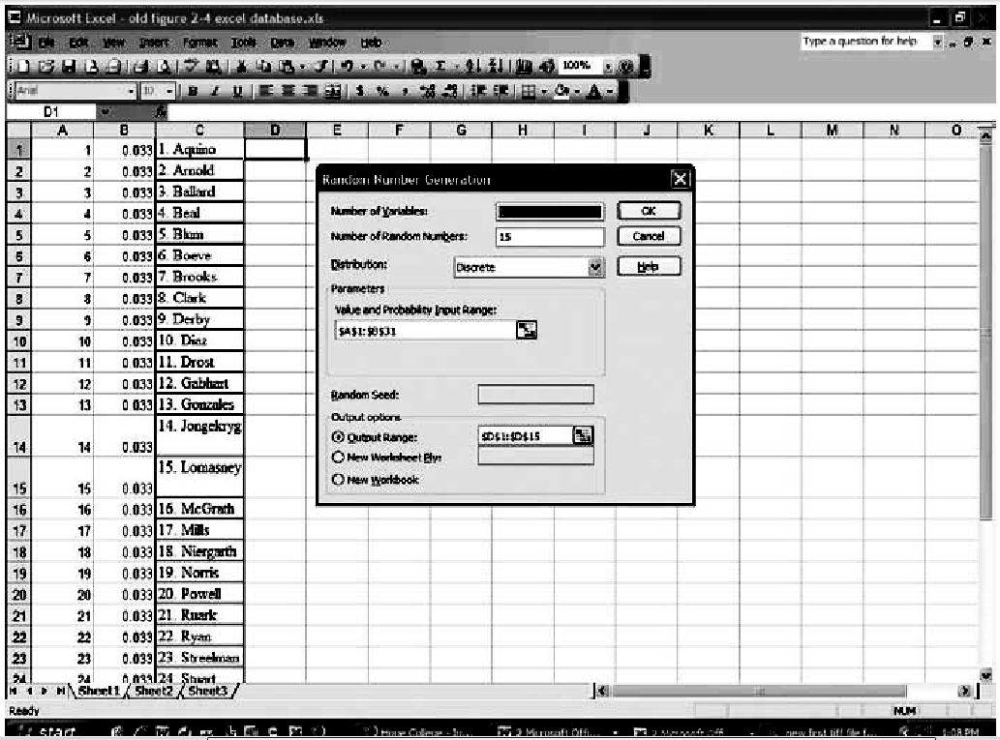 Microsoft Excel - old figure 2-4 excel database.xls
File Edit View Insert Format Tools Data Window Help
Type a question for help
100%
Arial 10 B I U $ % ,
D1
A B C D E F G H I J K L M N O
1 1 0.033 1. Aquino
2 2 0.033 2. Arnold
3 3 0.033 3. Ballard
4 4 0.033 4. Beal
5 5 0.033 5. Blum
6 6 0.033 6. Boeve
7 7 0.033 7. Brooks
8 8 0.033 8. Clark
9 9 0.033 9. Derby
10 10 0.033 10. Diaz
11 11 0.033 11. Drost
12 12 0.033 12. Gabhart
13 13 0.033 13. Gonzales
14 14 0.033 14. Jongekryg
15 15 0.033 15. Lomasney
16 16 0.033 16. McGrath
17 17 0.033 17. Mills
18 18 0.033 18. Niergarth
19 19 0.033 19. Norris
20 20 0.033 20. Powell
21 21 0.033 21. Ruark
22 22 0.033 22. Ryan
23 23 0.033 23. Streelman
24 24 0.033 24. Stuart
Random Number Generation
Number of Variables:
OK
Number of Random Numbers: 15
Cancel
Distribution: Discrete
Help
Parameters
Value and Probability Input Range:
$A$1:$B$31
Random Seed:
Output options
Output Range: $D$1:$D$15
New Worksheet Ply:
New Workbook
Sheet1 / Sheet2 / Sheet3
Ready
NUM
start
Hope College - In...
2 Microsoft Offi...
2 Microsoft Off...
new first tiff file f...
1:08 PM